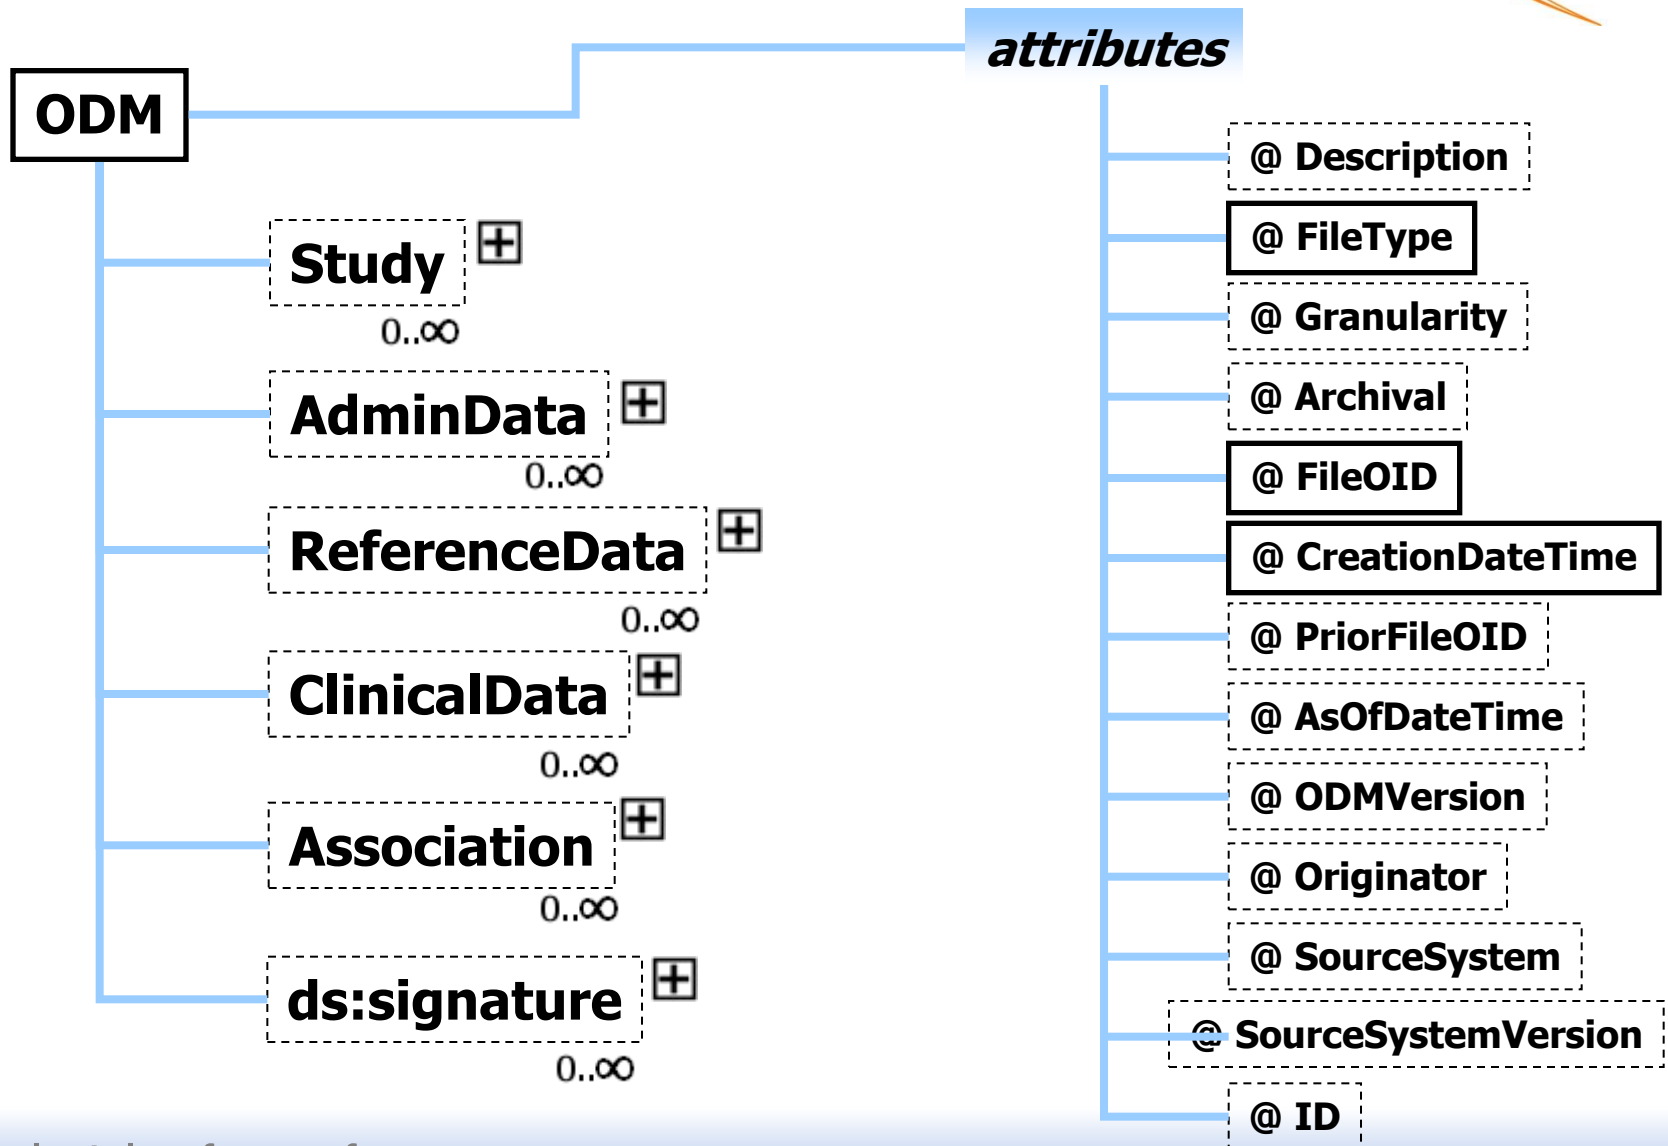 attributes
ODM
@ Description
@ FileType
@ Granularity
@ Archival
@ FileOID
@ CreationDateTime
@ PriorFileOID
@ AsOfDateTime
@ ODMVersion
@ Originator
@ SourceSystem
@ SourceSystemVersion
@ ID
Study
0..∞
AdminData
0..∞
ReferenceData
0..∞
ClinicalData
0..∞
Association
0..∞
ds:signature
0..∞